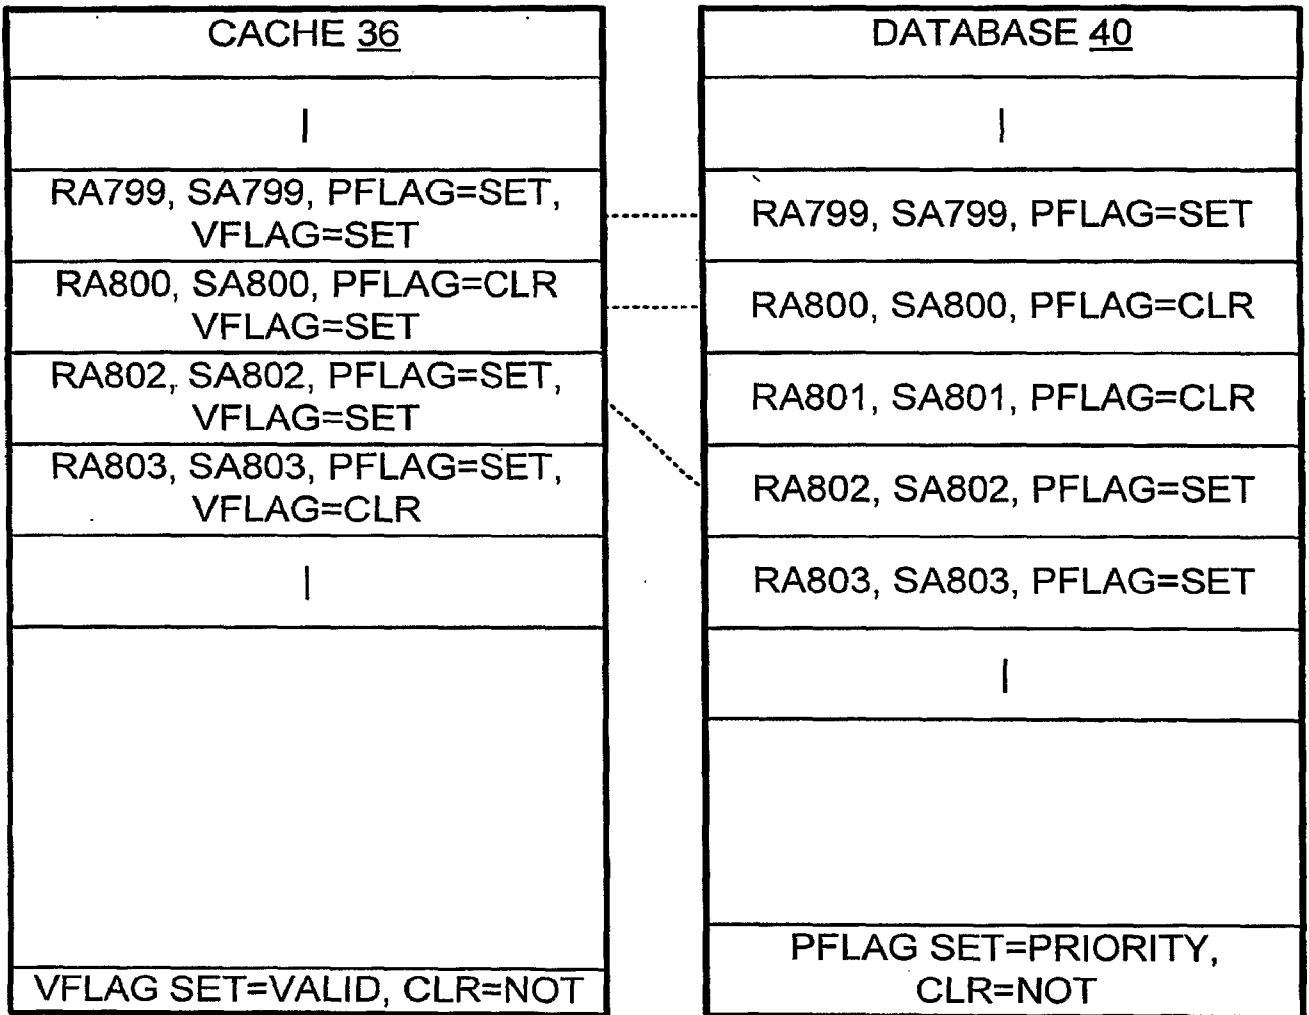 CACHE 36
|
RA799, SA799, PFLAG=SET,
VFLAG=SET
RA800, SA800, PFLAG=CLR
VFLAG=SET
RA802, SA802, PFLAG=SET,
VFLAG=SET
RA803, SA803, PFLAG=SET,
VFLAG=CLR
|
VFLAG SET=VALID, CLR=NOT
DATABASE 40
|
RA799, SA799, PFLAG=SET
RA800, SA800, PFLAG=CLR
RA801, SA801, PFLAG=CLR
RA802, SA802, PFLAG=SET
RA803, SA803, PFLAG=SET
|
PFLAG SET=PRIORITY,
CLR=NOT